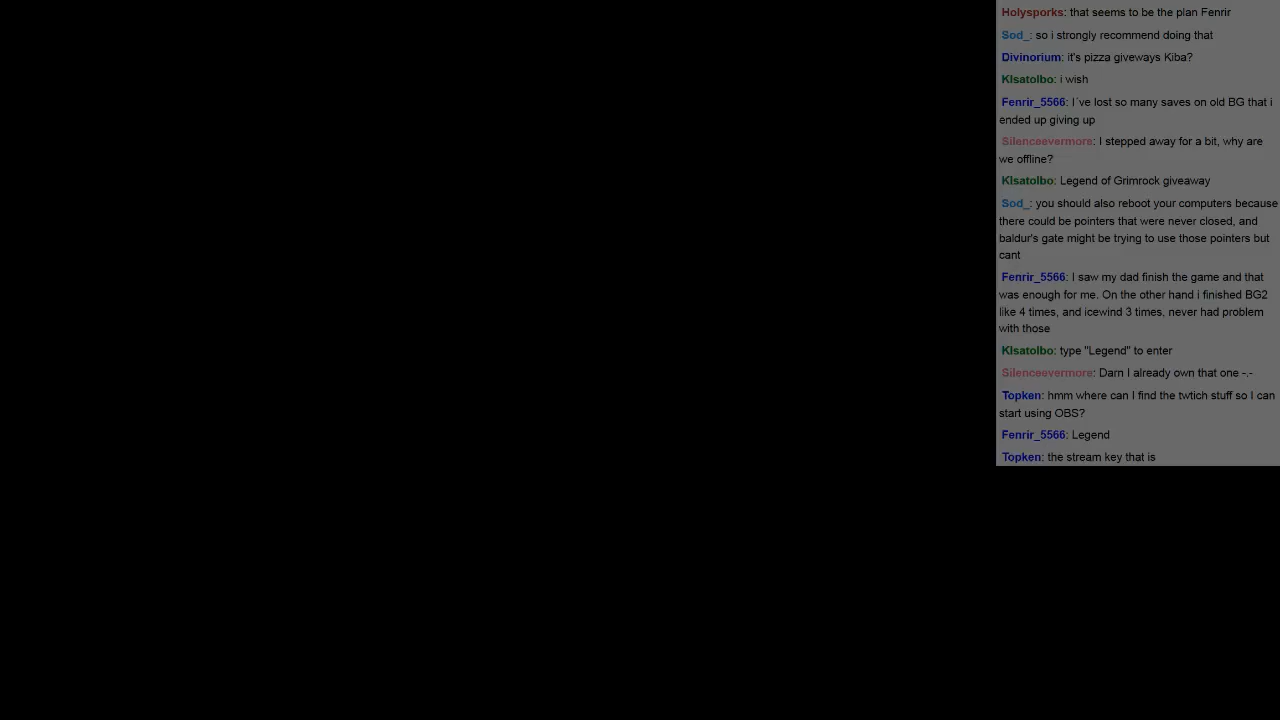 Holysporks: that seems to be the plan Fenrir
Sod_: so i strongly recommend doing that
Divinorium: it's pizza giveways Kiba?
KIsatoIbo: i wish
Fenrir_5566: I´ve lost so many saves on old BG that i
ended up giving up
Silenceevermore: I stepped away for a bit, why are
we offline?
KIsatoIbo: Legend of Grimrock giveaway
Sod_: you should also reboot your computers because
there could be pointers that were never closed, and
baldur's gate might be trying to use those pointers but
cant
Fenrir_5566: I saw my dad finish the game and that
was enough for me. On the other hand i finished BG2
like 4 times, and icewind 3 times, never had problem
with those
KIsatoIbo: type "Legend" to enter
Silenceevermore: Darn I already own that one -.-
Topken: hmm where can I find the twtich stuff so I can
start using OBS?
Fenrir_5566: Legend
Topken: the stream key that is